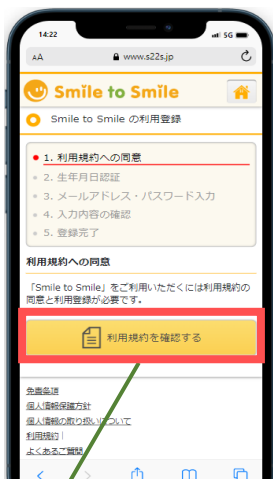 14:22
5G
AA
www.s22s.jp
Smile to Smile
Smile to Smile の利用登録
1. 利用規約への同意
2. 生年月日認証
3. メールアドレス・パスワード入力
4. 入力内容の確認
5. 登録完了
利用規約への同意
「Smile to Smile」をご利用いただくには利用規約の
同意と利用登録が必要です。
利用規約を確認する
免責条項
個人情報保護方針
個人情報の取り扱いについて
利用規約 |
よくあるご質問